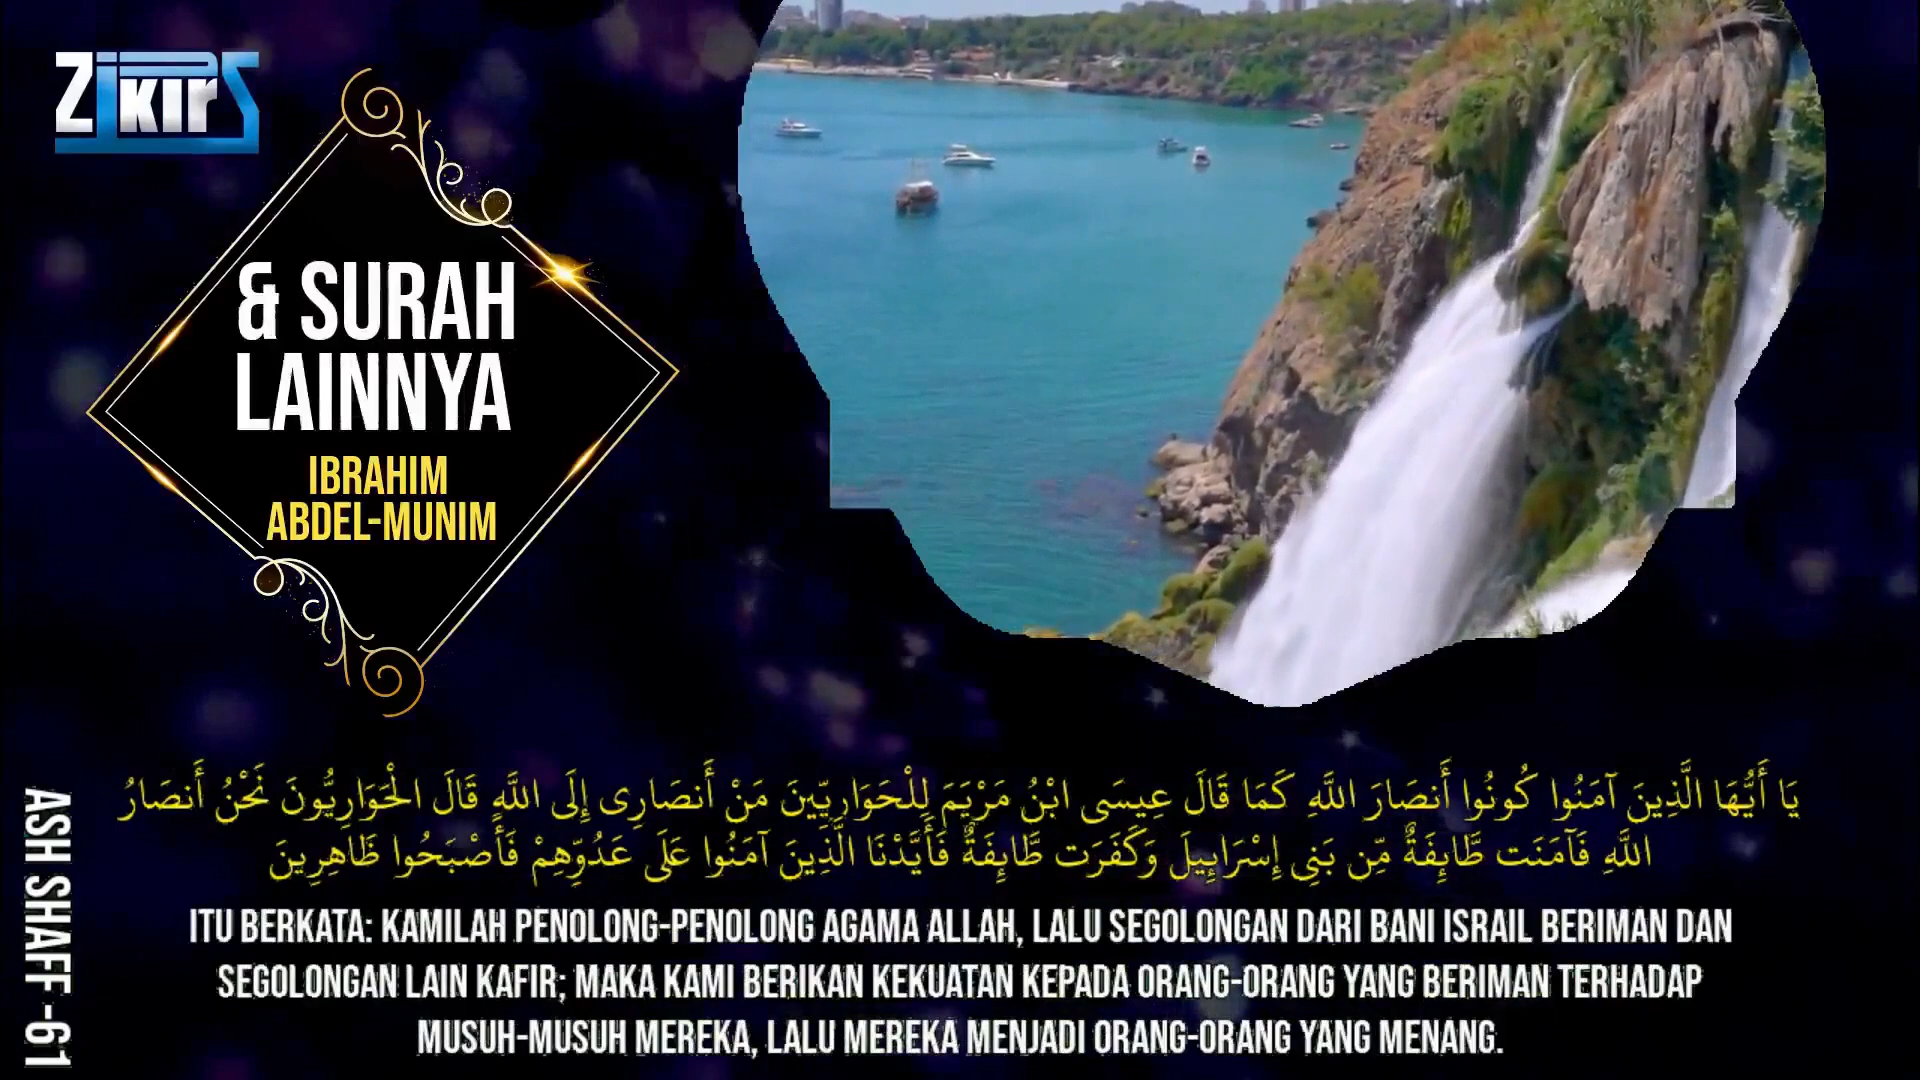 ZikirS
& SURAH
LAINNYA
IBRAHIM
ABDEL-MUNIM
يَا أَيُّهَا الَّذِينَ آمَنُوا كُونُوا أَنصَارَ اللَّهِ كَمَا قَالَ عِيسَى ابْنُ مَرْيَمَ لِلْحَوَارِيِّينَ مَنْ أَنصَارِى إِلَى اللَّهِ قَالَ الْحَوَارِيُّونَ نَحْنُ أَنصَارُ
اللَّهِ فَآمَنَت طَّايِفَةٌ مِّن بَنِى إِسْرَايِيلَ وَكَفَرَت طَّايِفَةٌ فَأَيَّدْنَا الَّذِينَ آمَنُوا عَلَى عَدُوِّهِمْ فَأَصْبَحُوا ظَاهِرِينَ
ITU BERKATA: KAMILAH PENOLONG-PENOLONG AGAMA ALLAH, LALU SEGOLONGAN DARI BANI ISRAIL BERIMAN DAN
SEGOLONGAN LAIN KAFIR; MAKA KAMI BERIKAN KEKUATAN KEPADA ORANG-ORANG YANG BERIMAN TERHADAP
MUSUH-MUSUH MEREKA, LALU MEREKA MENJADI ORANG-ORANG YANG MENANG.
ASH SHAFF -61